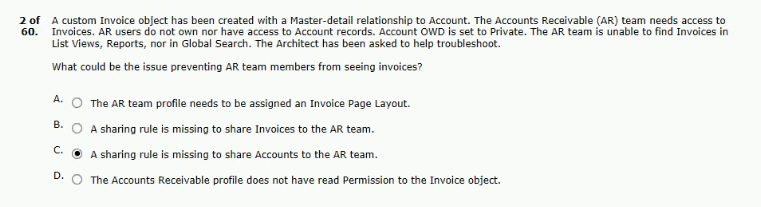 2 of A custom Invoice object has been created with a Master-detail relationship to Account. The Accounts Receivable (AR) team needs access to
60. Invoices. AR users do not own nor have access to Account records. Account OWD is set to Private. The AR team is unable to find Invoices in
List Views, Reports, nor in Global Search. The Architect has been asked to help troubleshoot.
What could be the issue preventing AR team members from seeing invoices?
A. The AR team profile needs to be assigned an Invoice Page Layout.
B. A sharing rule is missing to share Invoices to the AR team.
C. A sharing rule is missing to share Accounts to the AR team.
D. The Accounts Receivable profile does not have read Permission to the Invoice object.